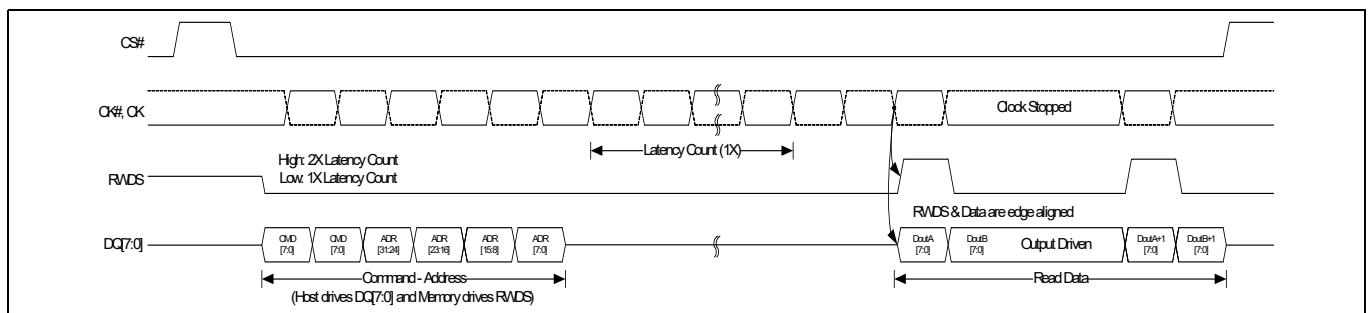 CS#
CK#, CK
Clock Stopped
Latency Count (1X)
High: 2X Latency Count
Low: 1X Latency Count
RWDS
RWDS & Data are edge aligned
DQ[7:0]
CMD [7:0]
CMD [7:0]
ADR [31:24]
ADR [23:16]
ADR [15:8]
ADR [7:0]
DoutA [7:0]
DoutB [7:0]
Output Driven
DoutA+1 [7:0]
DoutB+1 [7:0]
Command - Address
Read Data
(Host drives DQ[7:0] and Memory drives RWDS)